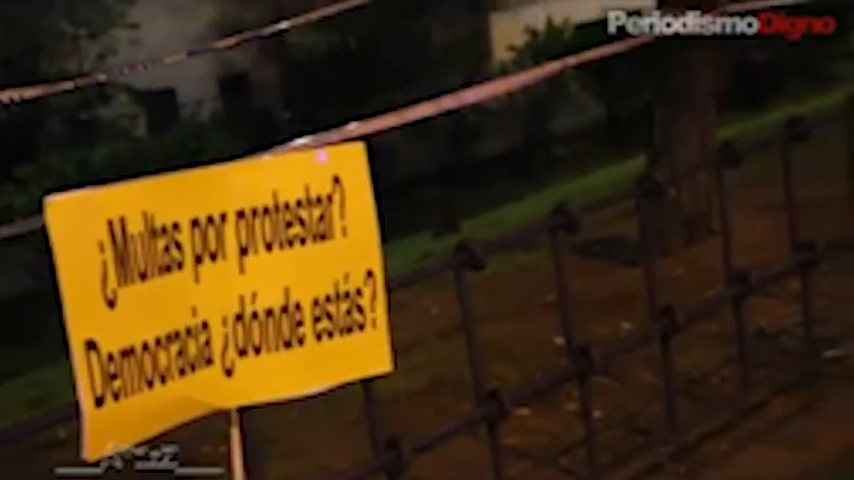 PeriodismoDigno
¿Multas por protestar?
Democracia ¿dónde estás?